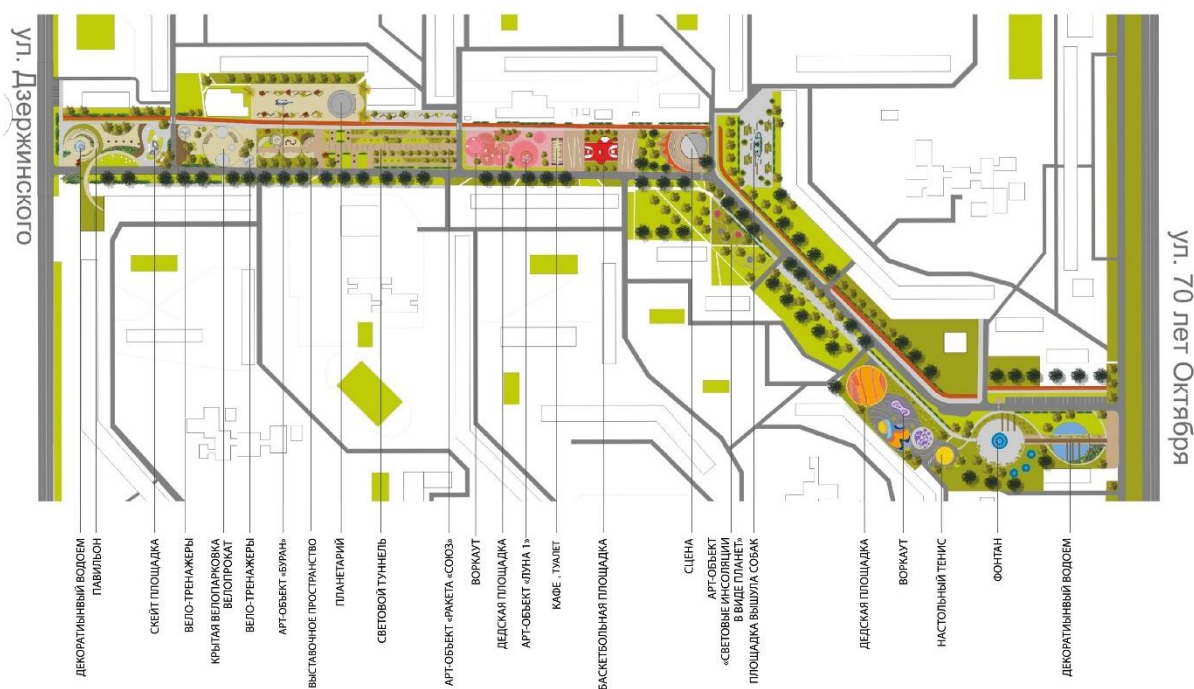 ул. Дзержинского
ул. 70 лет Октября
ДЕКОРАТИЫНВЫЙ ВОДОЕМ
ПАВИЛЬОН
СКЕЙТ ПЛОЩАДКА
ВЕЛО-ТРЕНАЖЕРЫ
КРЫТАЯ ВЕЛОПАРКОВКА
ВЕЛОПРОКАТ
ВЕЛО-ТРЕНАЖЕРЫ
АРТ-ОБЪЕКТ «БУРАН»
ВЫСТАВОЧНОЕ ПРОСТРАНСТВО
ПЛАНЕТАРИЙ
СВЕТОВОЙ ТУННЕЛЬ
АРТ-ОБЪЕКТ «РАКЕТА «СОЮЗ»
ВОРКАУТ
ДЕДСКАЯ ПЛОЩАДКА
АРТ-ОБЪЕКТ «ЛУНА 1»
КАФЕ , ТУАЛЕТ
БАСКЕТБОЛЬНАЯ ПЛОЩАДКА
СЦЕНА
АРТ-ОБЪЕКТ
«СВЕТОВЫЕ ИНСОЛЯЦИИ
В ВИДЕ ПЛАНЕТ»
ПЛОЩАДКА ВЫШУЛА СОБАК
ДЕДСКАЯ ПЛОЩАДКА
ВОРКАУТ
НАСТОЛЬНЫЙ ТЕНИС
ФОНТАН
ДЕКОРАТИЫНВЫЙ ВОДОЕМ